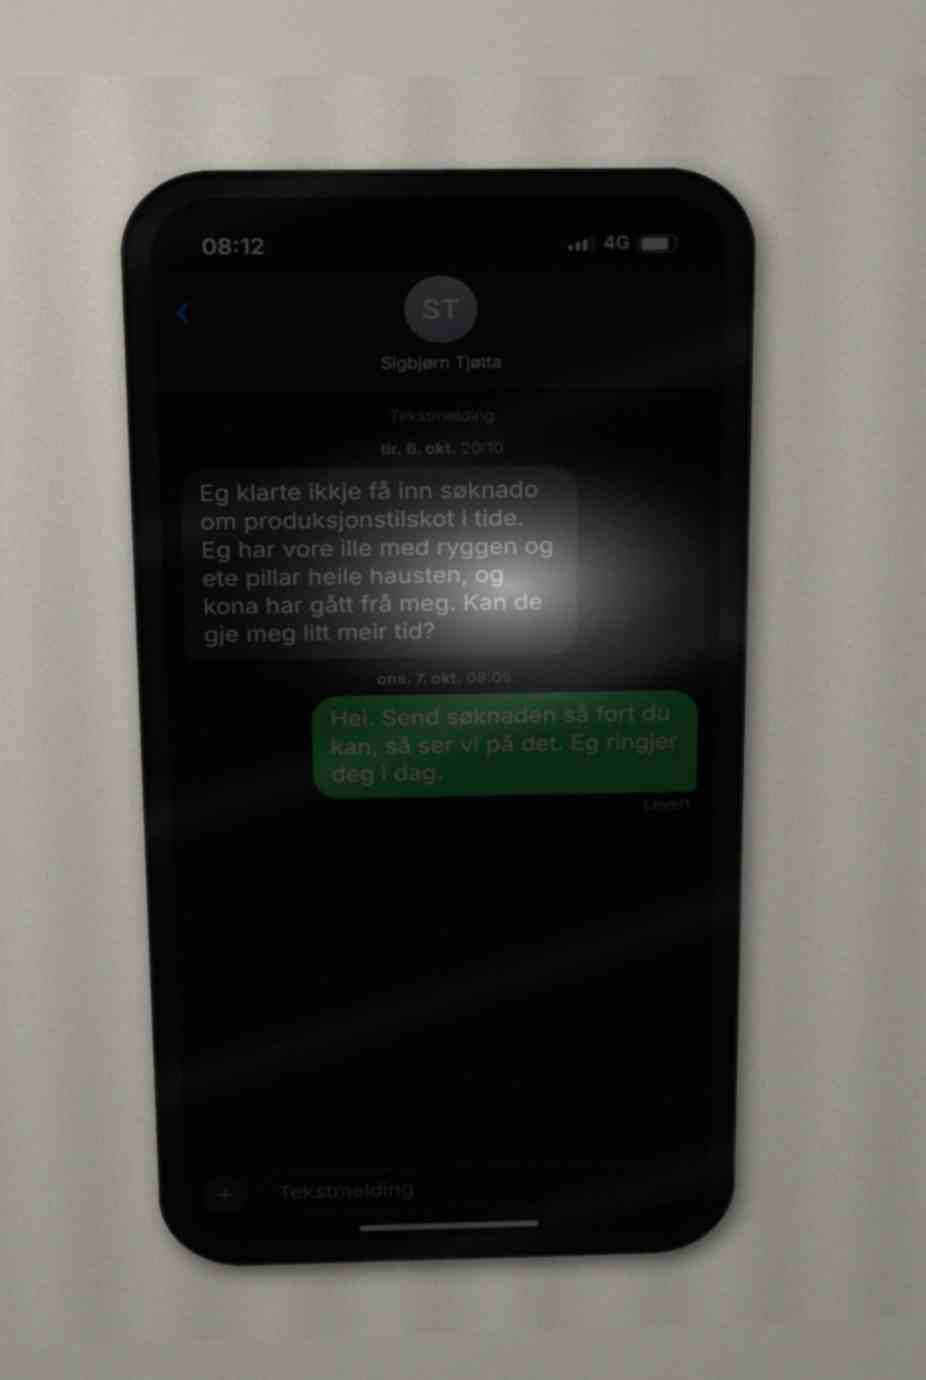 08:12
4G
ST
Sigbjørn Tjøtta
Tekstmelding
tir. 6. okt. 20:10
Eg klarte ikkje få inn søknado
om produksjonstilskot i tide.
Eg har vore ille med ryggen og
ete pillar heile hausten, og
kona har gått frå meg. Kan de
gje meg litt meir tid?
ons. 7. okt. 08:09
Hei. Send søknaden så fort du
kan, så ser vi på det. Eg ringjer
deg i dag.
Levert
+
Tekstmelding